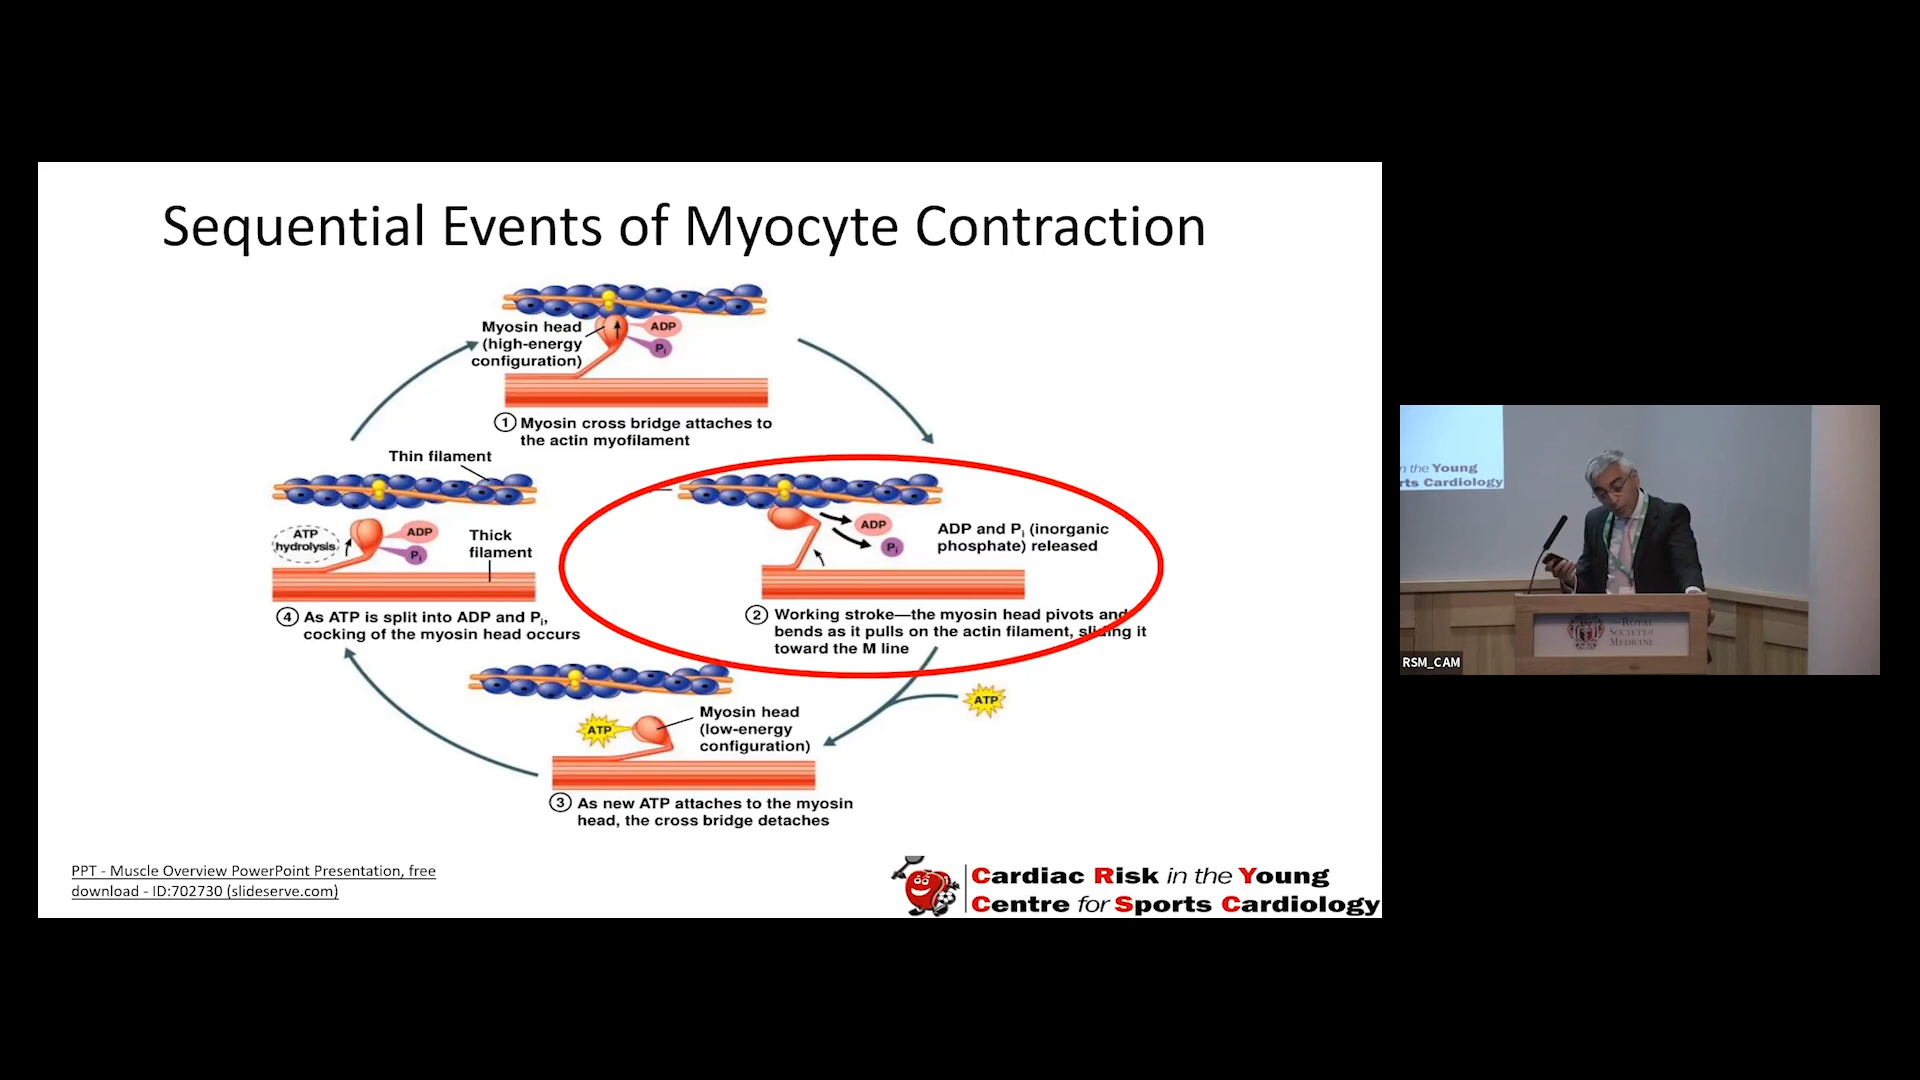 Sequential Events of Myocyte Contraction
Myosin head
(high-energy
configuration)
ADP
Pi
1 Myosin cross bridge attaches to
the actin myofilament
Thin filament
ATP
hydrolysis
ADP
Pi
Thick
filament
4 As ATP is split into ADP and Pi,
cocking of the myosin head occurs
ADP
Pi
ADP and Pi (inorganic
phosphate) released
2 Working stroke—the myosin head pivots and
bends as it pulls on the actin filament, sliding it
toward the M line
ATP
ATP
Myosin head
(low-energy
configuration)
3 As new ATP attaches to the myosin
head, the cross bridge detaches
PPT - Muscle Overview PowerPoint Presentation, free
download - ID:702730 (slideserve.com)
Cardiac Risk in the Young
Centre for Sports Cardiology
n the Young
rts Cardiology
The ROYAL
SOCIETY of
MEDICINE
RSM_CAM